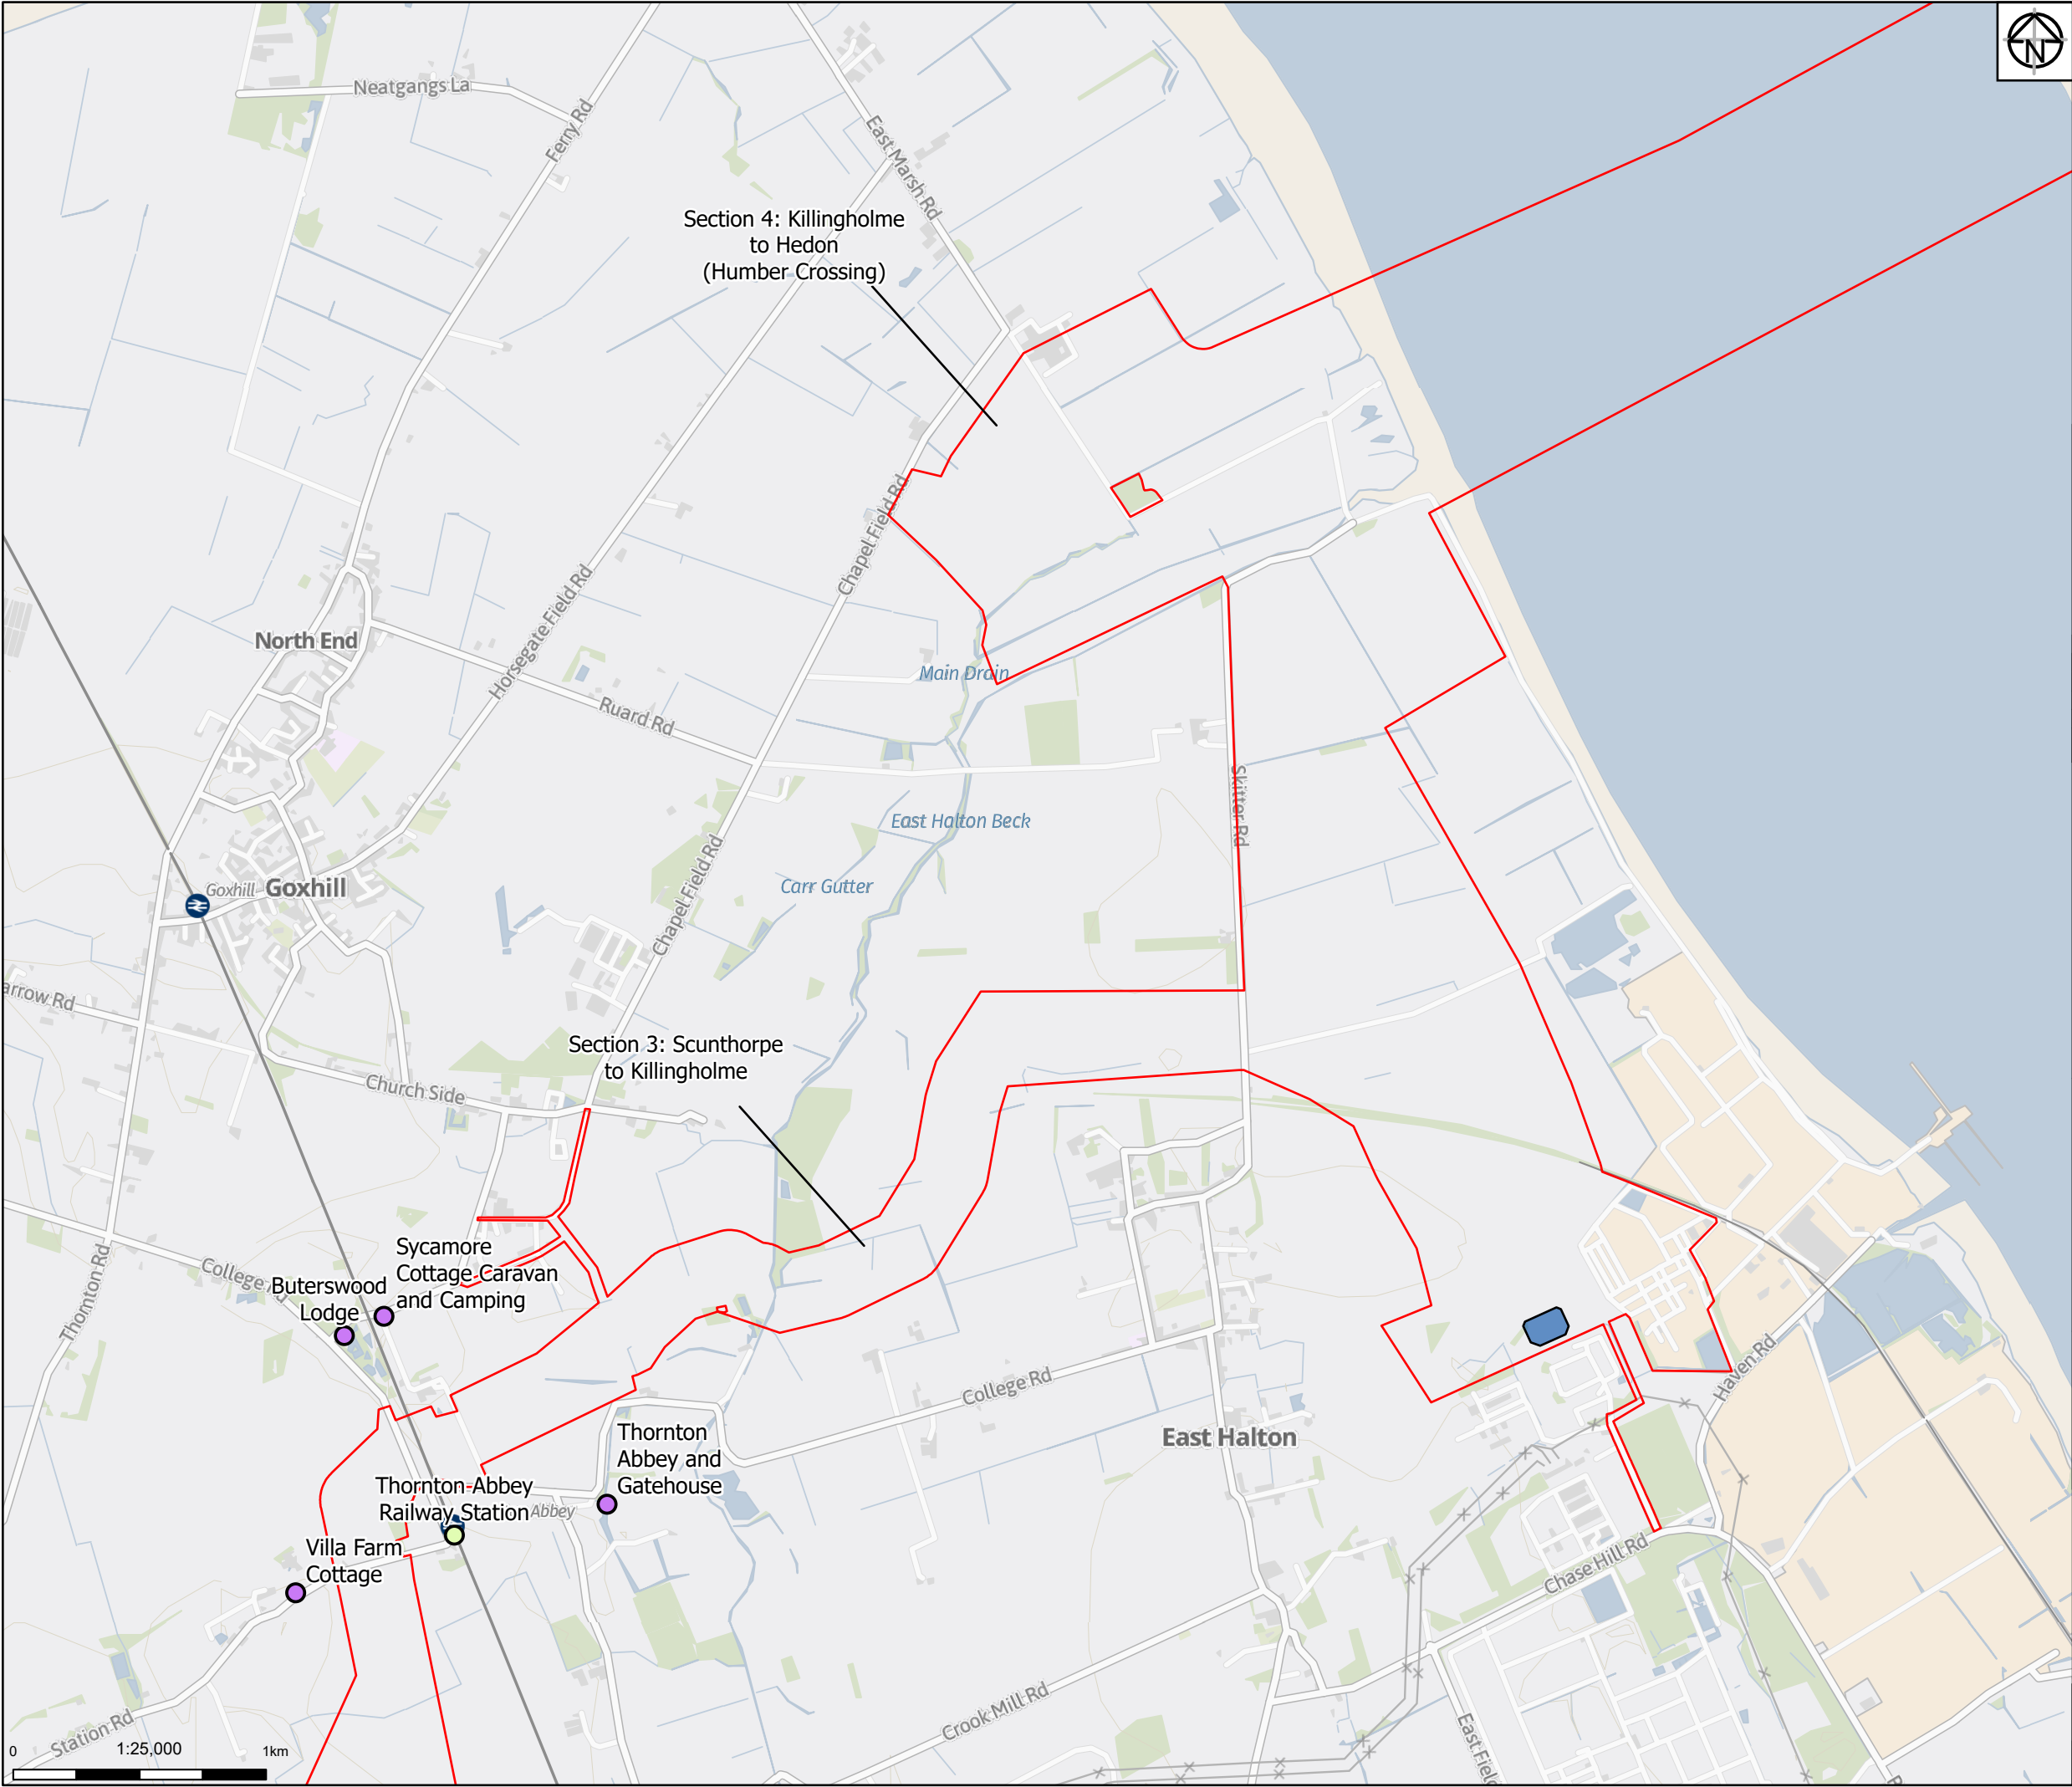 N
Neatgangs La
Ferry Rd
East Marsh Rd
Section 4: Killingholme
to Hedon
(Humber Crossing)
Chapel Field Rd
Horsegate Field Rd
North End
Main Drain
Ruard Rd
Skitter Rd
East Halton Beck
Chapel Field Rd
Carr Gutter
Goxhill
Goxhill
arrow Rd
Section 3: Scunthorpe
to Killingholme
Church Side
Thornton Rd
College
Sycamore
Cottage Caravan
and Camping
Buterswood
Lodge
College Rd
Haven Rd
East Halton
Thornton
Abbey and
Gatehouse
Thornton Abbey
Railway Station
Abbey
Villa Farm
Cottage
Chase Hill Rd
Crook Mill Rd
Station Rd
East Field
0 1:25,000 1km